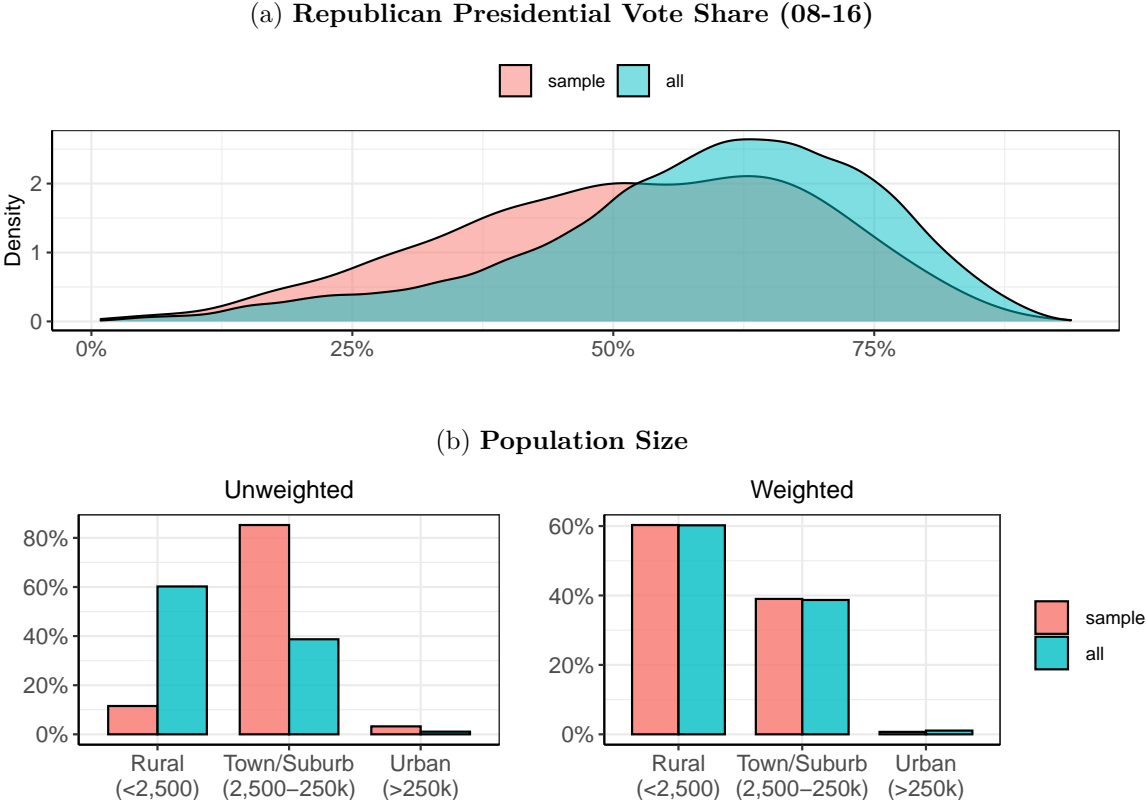 (a) Republican Presidential Vote Share (08-16)
sample all
Density
2
1
0
0% 25% 50% 75%
(b) Population Size
Unweighted
80%
60%
40%
20%
0%
Rural Town/Suburb Urban
(<2,500) (2,500–250k) (>250k)
Weighted
60%
40%
20%
0%
Rural Town/Suburb Urban
(<2,500) (2,500–250k) (>250k)
sample
all